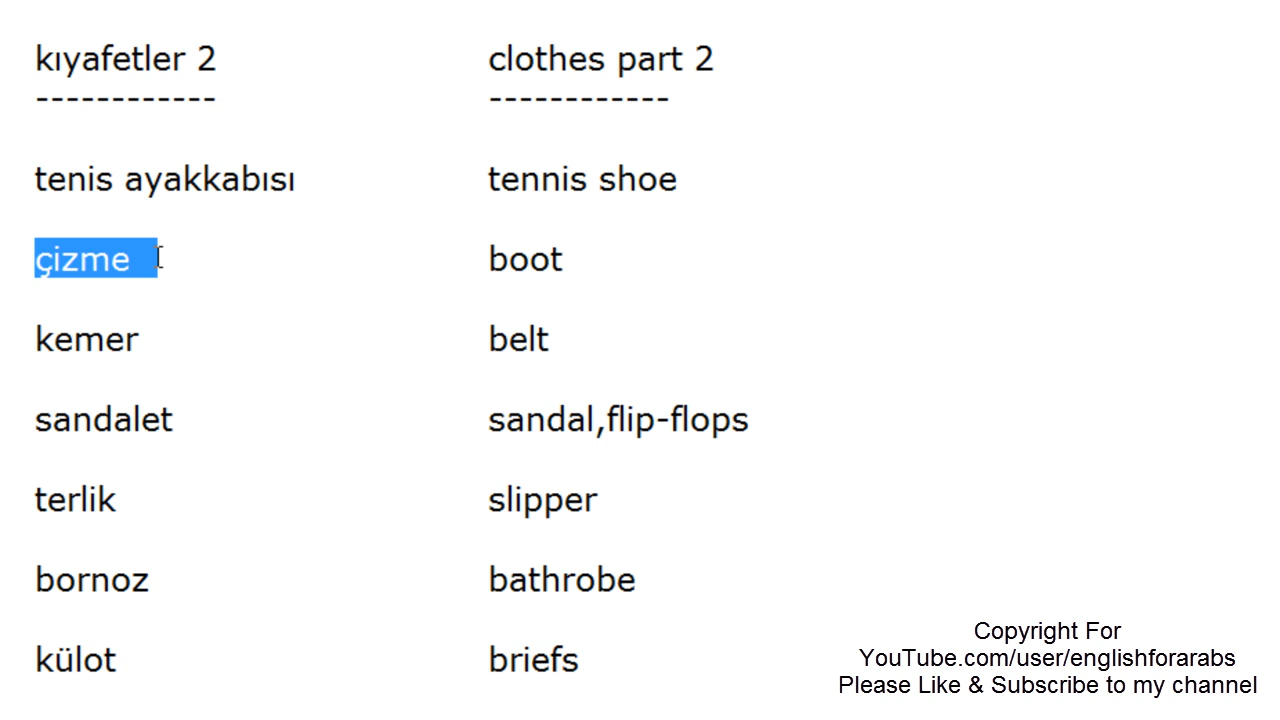 kıyafetler 2 clothes part 2
------------ ------------
tenis ayakkabısı tennis shoe
çizme boot
kemer belt
sandalet sandal,flip-flops
terlik slipper
bornoz bathrobe
külot briefs
Copyright For
YouTube.com/user/englishforarabs
Please Like & Subscribe to my channel